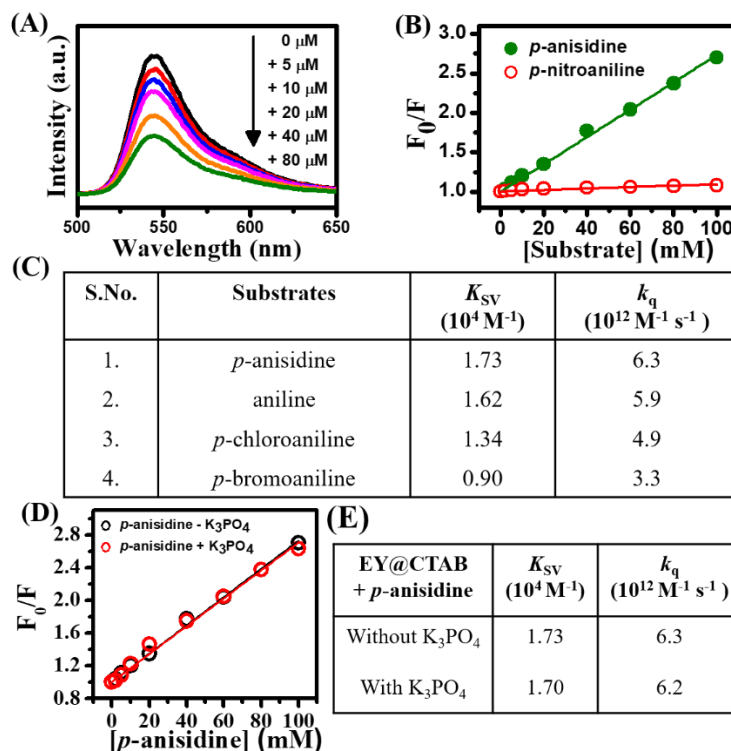 (A)
Intensity (a.u.)
0 μM
+ 5 μM
+ 10 μM
+ 20 μM
+ 40 μM
+ 80 μM
500 550 600 650
Wavelength (nm)
(B)
p-anisidine
p-nitroaniline
F0/F
3.0
2.5
2.0
1.5
1.0
0 20 40 60 80 100
[Substrate] (mM)
(C)
S.No. Substrates KSV (10⁴ M⁻¹) kq (10¹² M⁻¹ s⁻¹ )
1. p-anisidine 1.73 6.3
2. aniline 1.62 5.9
3. p-chloroaniline 1.34 4.9
4. p-bromoaniline 0.90 3.3
(D)
p-anisidine - K3PO4
p-anisidine + K3PO4
F0/F
2.8
2.4
2.0
1.6
1.2
0.8
0 20 40 60 80 100
[p-anisidine] (mM)
(E)
EY@CTAB + p-anisidine KSV (10⁴ M⁻¹) kq (10¹² M⁻¹ s⁻¹ )
Without K3PO4 1.73 6.3
With K3PO4 1.70 6.2